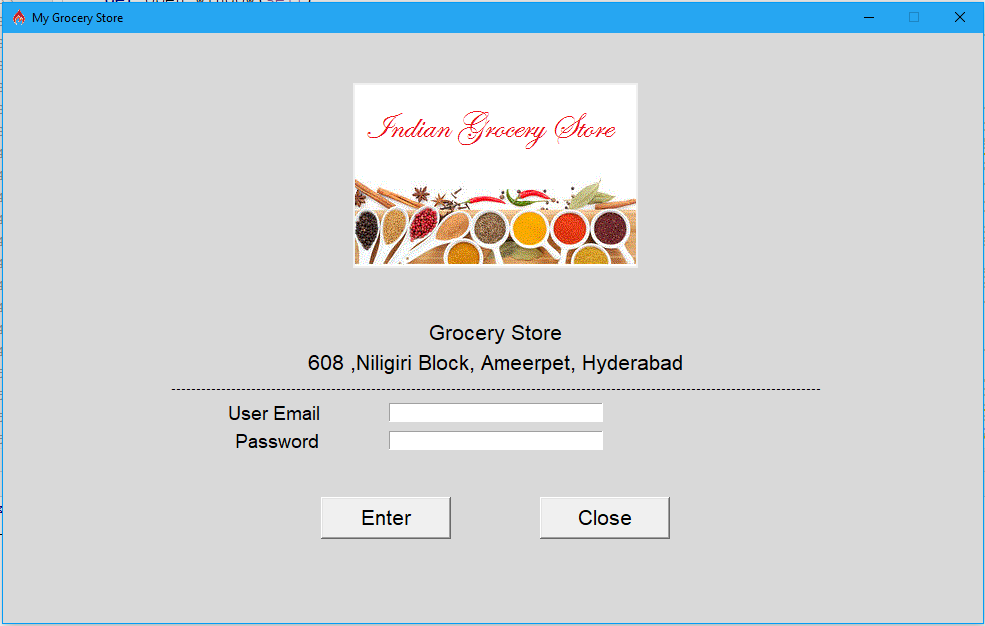 My Grocery Store
Indian Grocery Store
Grocery Store
608 ,Niligiri Block, Ameerpet, Hyderabad
User Email
Password
Enter Close